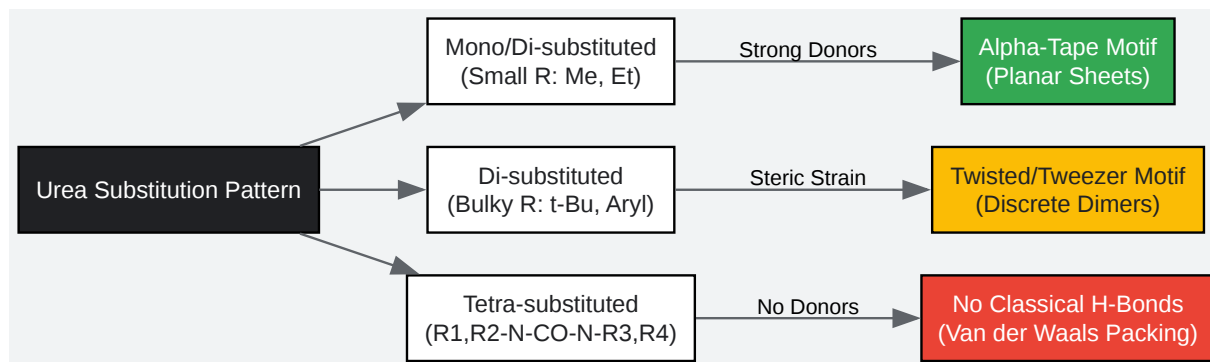 Urea Substitution Pattern
Mono/Di-substituted
(Small R: Me, Et)
Strong Donors
Alpha-Tape Motif
(Planar Sheets)
Di-substituted
(Bulky R: t-Bu, Aryl)
Steric Strain
Twisted/Tweezer Motif
(Discrete Dimers)
Tetra-substituted
(R1,R2-N-CO-N-R3,R4)
No Donors
No Classical H-Bonds
(Van der Waals Packing)